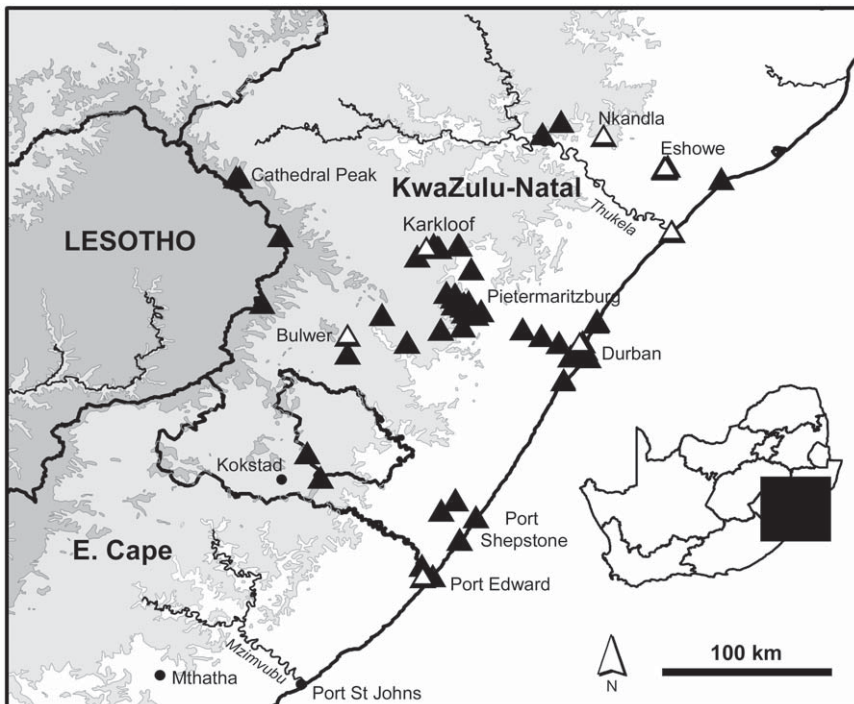 Nkandla
Eshowe
Cathedral Peak
KwaZulu-Natal
Thukela
Karkloof
LESOTHO
Pietermaritzburg
Bulwer
Durban
Kokstad
Port
Shepstone
E. Cape
Port Edward
Mzimvubu
Mthatha
Port St Johns
N
100 km